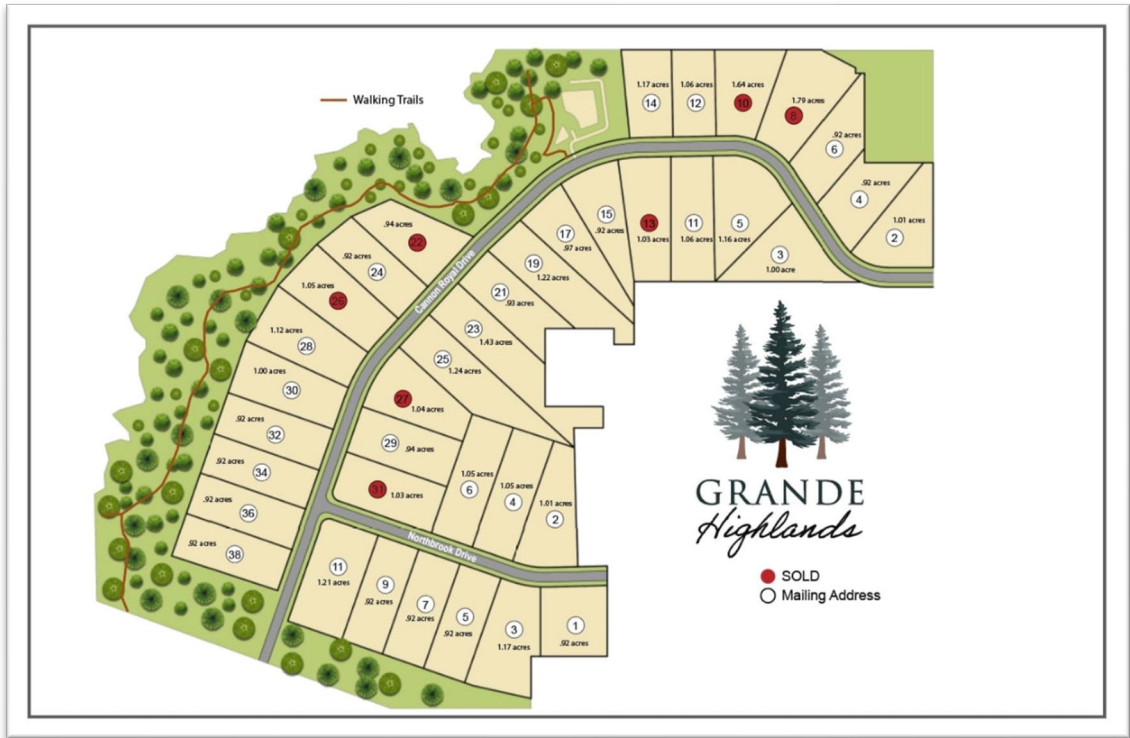 Walking Trails
1.17 acres
14
1.06 acres
12
1.64 acres
10
1.79 acres
8
.92 acres
6
.92 acres
4
1.01 acres
2
15
.92 acres
13
1.03 acres
11
1.06 acres
5
1.16 acres
3
1.00 acre
17
.97 acres
19
1.22 acres
21
.93 acres
23
1.43 acres
25
1.24 acres
.94 acres
22
.92 acres
24
1.05 acres
26
1.12 acres
28
1.00 acres
30
.92 acres
32
.92 acres
34
.92 acres
36
.92 acres
38
Cannon Royal Drive
27
1.04 acres
29
.94 acres
31
1.03 acres
1.05 acres
6
1.05 acres
4
1.01 acres
2
Northbrook Drive
11
1.21 acres
9
.92 acres
7
.92 acres
5
.92 acres
3
1.17 acres
1
.92 acres
GRANDE
Highlands
SOLD
Mailing Address